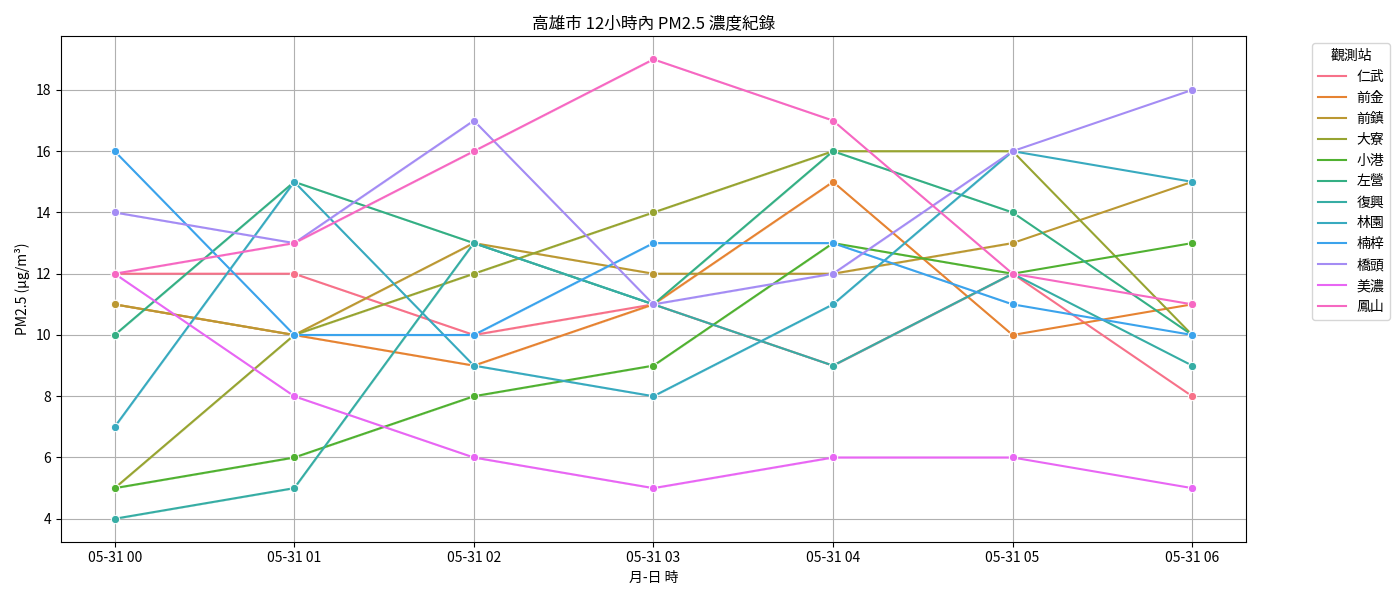 高雄市 12小時內 PM2.5 濃度紀錄
PM2.5 (μg/m³)
18
16
14
12
10
8
6
4
05-31 00
05-31 01
05-31 02
05-31 03
05-31 04
05-31 05
05-31 06
月-日 時
觀測站
仁武
前金
前鎮
大寮
小港
左營
復興
林園
楠梓
橋頭
美濃
鳳山